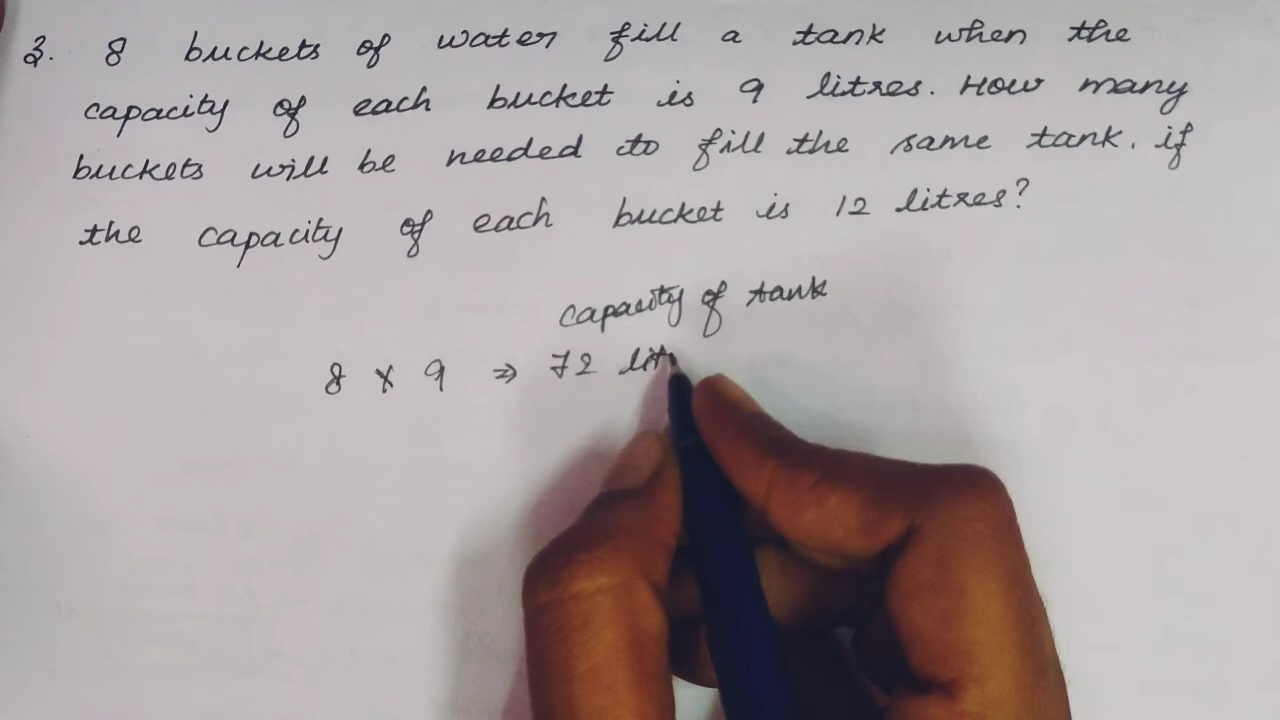 3. 8 buckets of water fill a tank when the
capacity of each bucket is 9 litres. How many
buckets will be needed to fill the same tank. if
the capacity of each bucket is 12 litres?
capacity of tank
8 × 9 ⇒ 72 lit